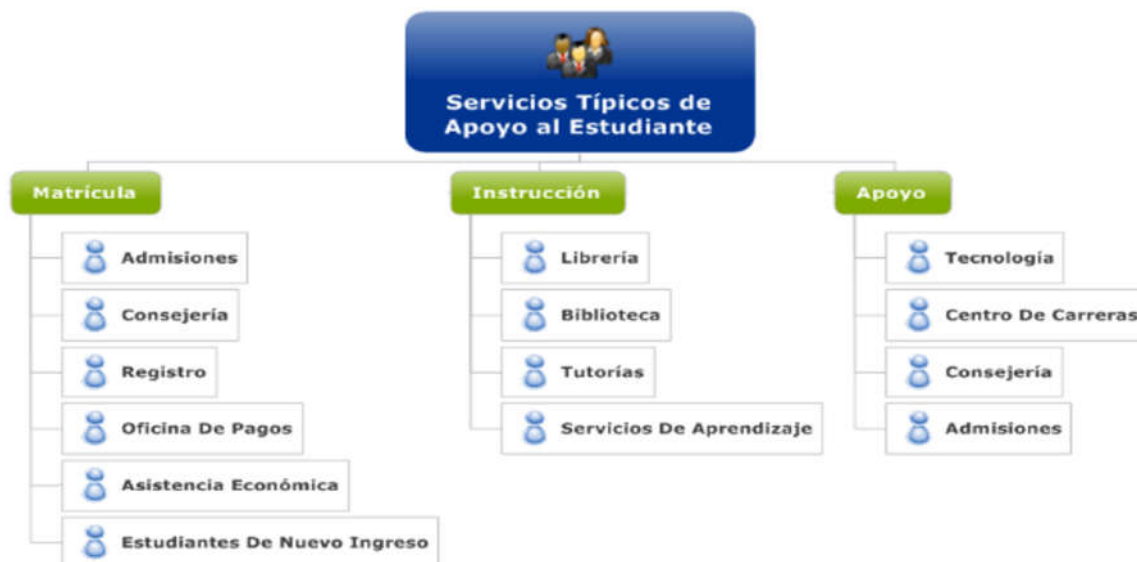 Servicios Típicos de
Apoyo al Estudiante
Matrícula
Admisiones
Consejería
Registro
Oficina De Pagos
Asistencia Económica
Estudiantes De Nuevo Ingreso
Instrucción
Librería
Biblioteca
Tutorías
Servicios De Aprendizaje
Apoyo
Tecnología
Centro De Carreras
Consejería
Admisiones